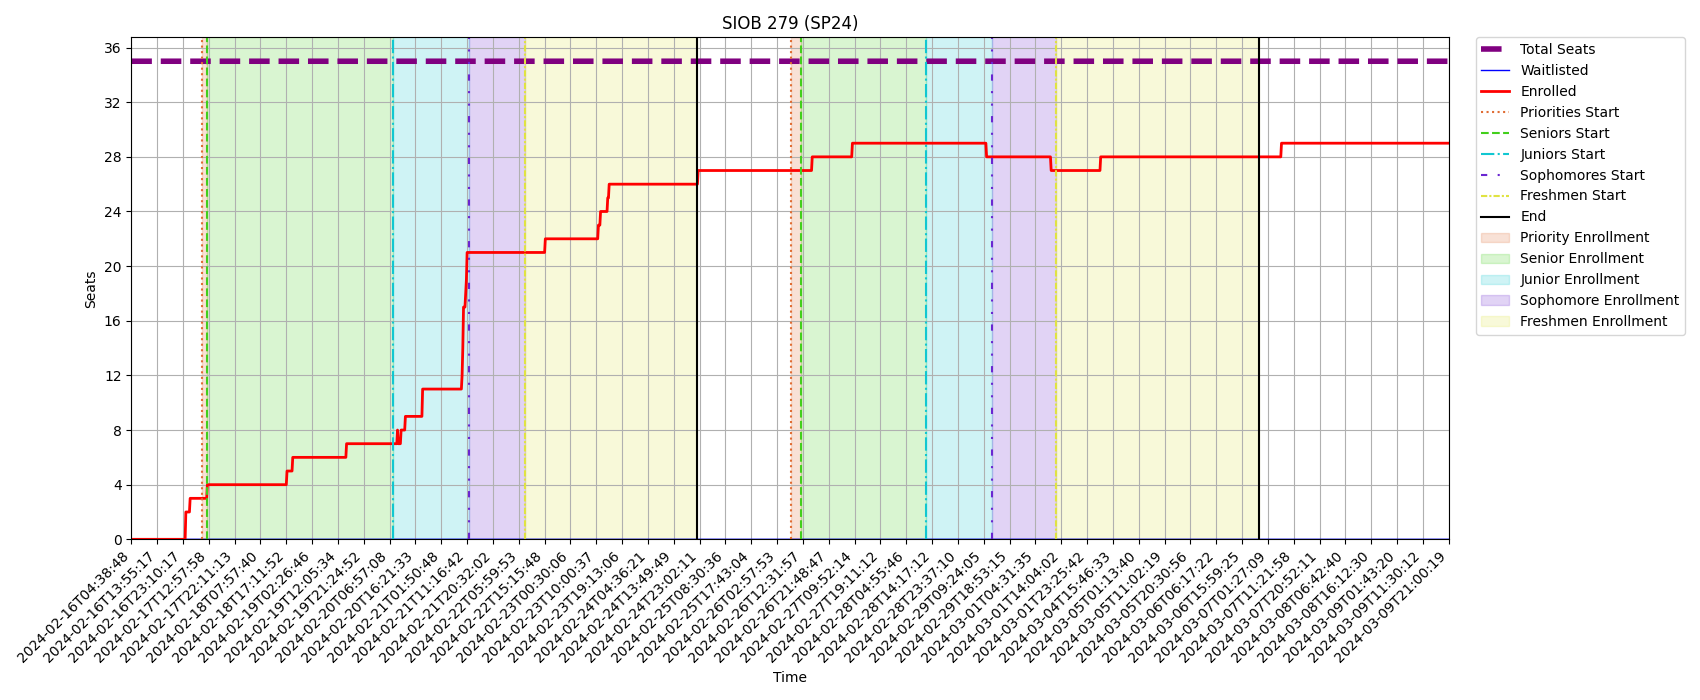 SIOB 279 (SP24)
Total Seats
Waitlisted
Enrolled
Priorities Start
Seniors Start
Juniors Start
Sophomores Start
Freshmen Start
End
Priority Enrollment
Senior Enrollment
Junior Enrollment
Sophomore Enrollment
Freshmen Enrollment
Seats
36
32
28
24
20
16
12
8
4
0
2024-02-16T04:38:48
2024-02-16T13:55:17
2024-02-16T23:10:17
2024-02-17T12:57:58
2024-02-17T22:11:13
2024-02-18T07:57:40
2024-02-18T17:11:52
2024-02-19T02:26:46
2024-02-19T12:05:34
2024-02-19T21:24:52
2024-02-20T06:57:08
2024-02-20T16:21:33
2024-02-21T01:50:48
2024-02-21T11:16:42
2024-02-21T20:32:02
2024-02-22T05:59:53
2024-02-22T15:15:48
2024-02-23T00:30:06
2024-02-23T10:00:37
2024-02-23T19:13:06
2024-02-24T04:36:21
2024-02-24T13:49:49
2024-02-24T23:02:11
2024-02-25T08:30:36
2024-02-25T17:43:04
2024-02-26T02:57:53
2024-02-26T12:31:57
2024-02-26T21:48:47
2024-02-27T09:52:14
2024-02-27T19:11:12
2024-02-28T04:55:46
2024-02-28T14:17:12
2024-02-28T23:37:10
2024-02-29T09:24:05
2024-02-29T18:53:15
2024-03-01T04:31:35
2024-03-01T14:04:02
2024-03-01T23:25:42
2024-03-04T15:46:33
2024-03-05T01:13:40
2024-03-05T11:02:19
2024-03-05T20:30:56
2024-03-06T06:17:22
2024-03-06T15:59:25
2024-03-07T01:27:09
2024-03-07T11:21:58
2024-03-07T20:52:11
2024-03-08T06:42:40
2024-03-08T16:12:30
2024-03-09T01:43:20
2024-03-09T11:30:12
2024-03-09T21:00:19
Time